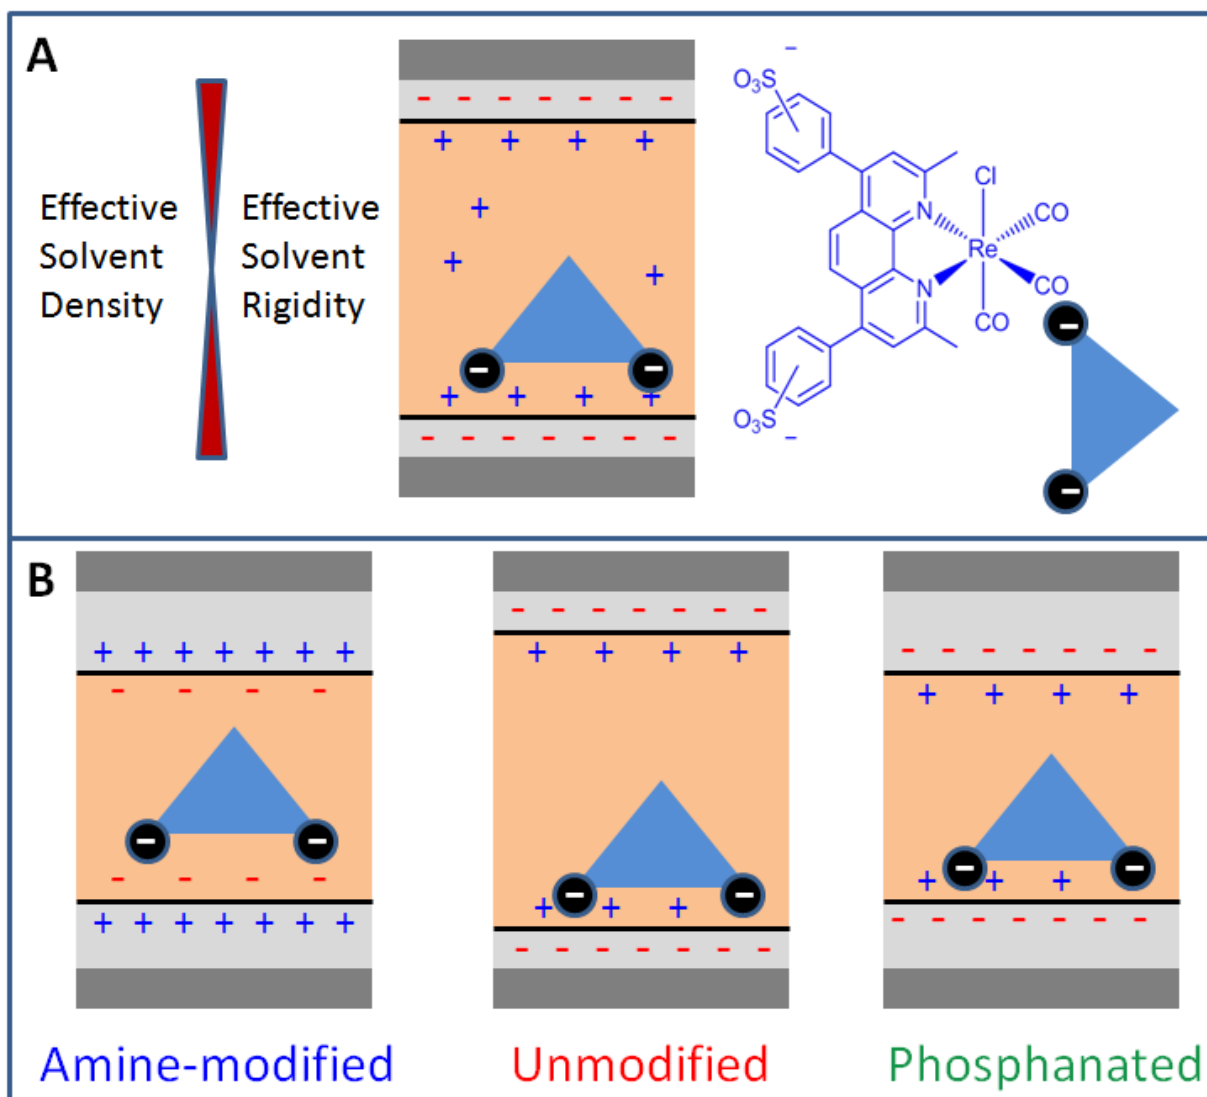 A
Effective
Solvent
Density
Effective
Solvent
Rigidity
- - - - - - -
+ + + +
+
+
+
- -
+ + + +
- - - - - - -
-
O3S
N
N
Re
Cl
CO
CO
CO
O3S
-
-
-
B
+ + + + + + +
- - - -
- -
- - - -
+ + + + + + +
Amine-modified
- - - - - - -
+ + + +
- -
+ + +
- - - - - - -
Unmodified
- - - - - - -
+ + + +
- -
+ + +
- - - - - - -
Phosphanated